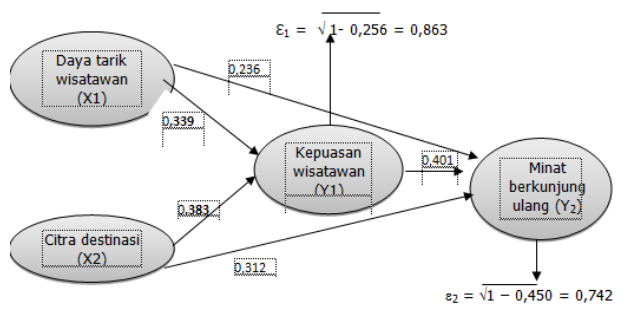 ε₁ = √1- 0,256 = 0,863
Daya tarik
wisatawan
(X1)
0,236
0,339
Kepuasan
wisatawan
(Y1)
0,401
Minat
berkunjung
ulang (Y₂)
0,383
Citra destinasi
(X2)
0,312
ε₂ = √1 − 0,450 = 0,742